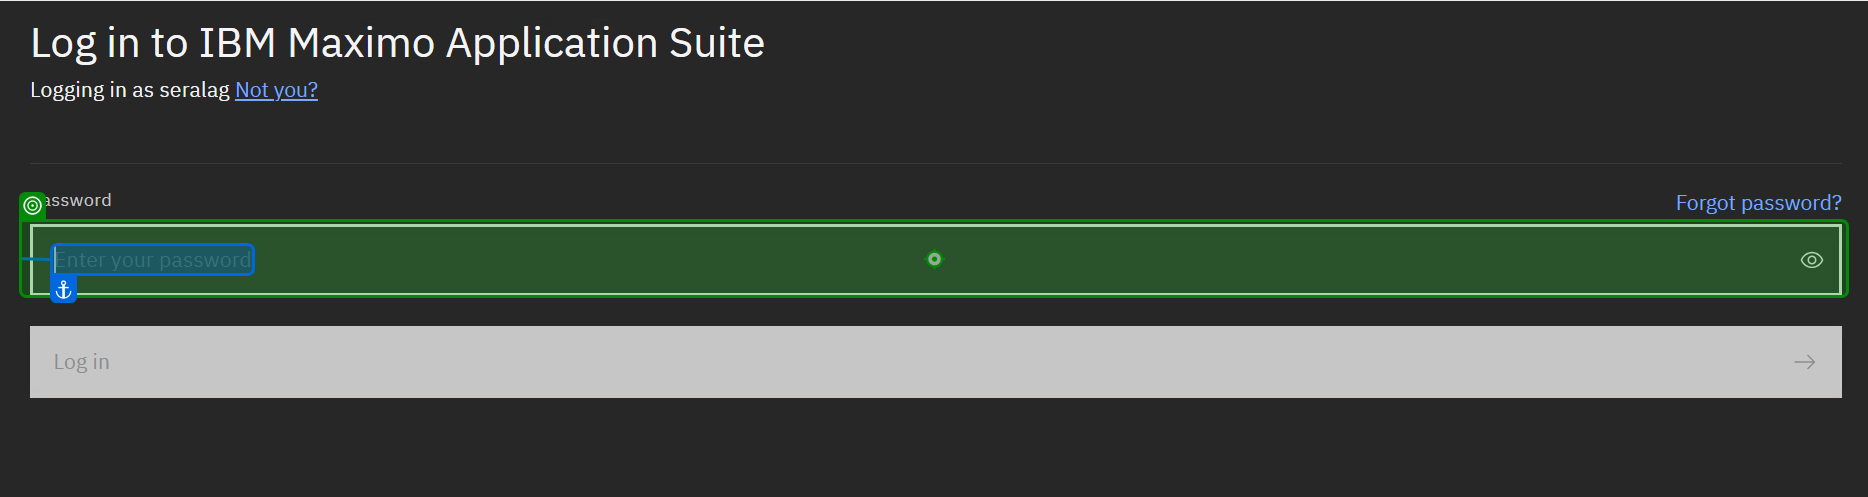 Log in to IBM Maximo Application Suite
Logging in as seralag Not you?
assword
Forgot password?
Enter your password
Log in